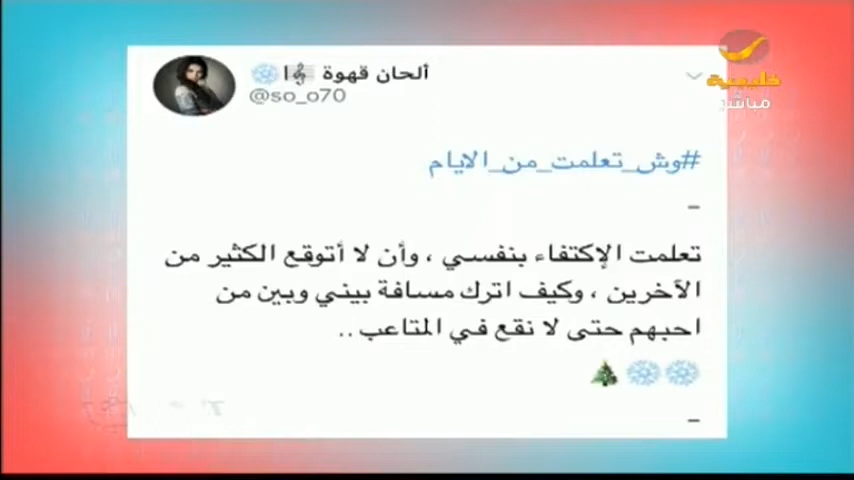 خليجية
مباشر
ألحان قهوة 🎼ا❄
@so_o70
#وش_تعلمت_من_الايام
-
تعلمت الإكتفاء بنفسي ، وأن لا أتوقع الكثير من
الآخرين ، وكيف اترك مسافة بيني وبين من
احبهم حتى لا نقع في المتاعب ..
❄❄🎄
-